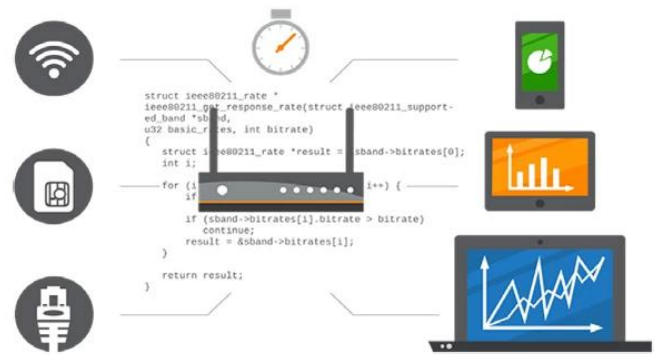 struct ieee80211_rate *
ieee80211_get_response_rate(struct ieee80211_support-
ed_band *sband,
u32 basic_rates, int bitrate)
{
struct ieee80211_rate *result = &sband->bitrates[0];
int i;
for (i i++) {
if
if (sband->bitrates[i].bitrate > bitrate)
continue;
result = &sband->bitrates[i];
}
return result;
}